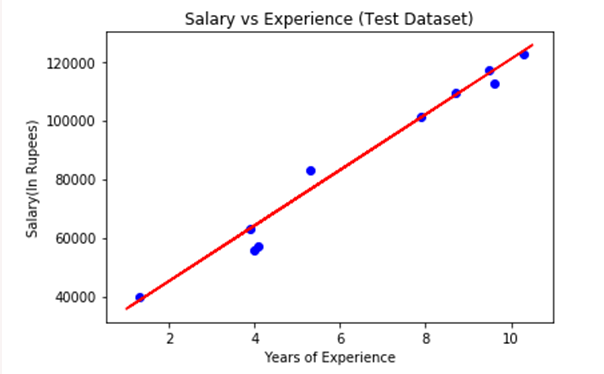 Salary vs Experience (Test Dataset)
120000
100000
80000
60000
40000
Salary(In Rupees)
2 4 6 8 10
Years of Experience